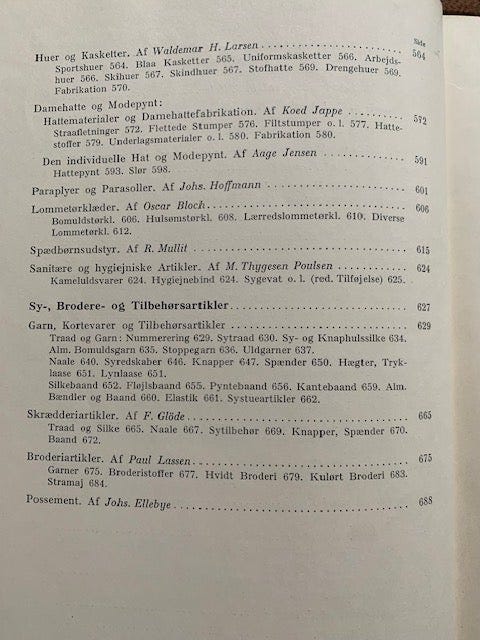 Side
Huer og Kasketter. Af Waldemar H. Larsen 564
Sportshuer 564. Blaa Kasketter 565. Uniformskasketter 566. Arbejds-
huer 566. Skihuer 567. Skindhuer 567. Stofhatte 569. Drengehuer 569.
Fabrikation 570.
Damehatte og Modepynt:
Hattematerialer og Damehattefabrikation. Af Koed Jappe 572
Straafletninger 572. Flettede Stumper 576. Filtstumper o. l. 577. Hatte-
stoffer 579. Underlagsmaterialer o. l. 580. Fabrikation 580.
Den individuelle Hat og Modepynt. Af Aage Jensen 591
Hattepynt 593. Slør 598.
Paraplyer og Parasoller. Af Johs. Hoffmann 601
Lommetørklæder. Af Oscar Bloch 606
Bomuldstørkl. 606. Hulsømstørkl. 608. Lærredslommetørkl. 610. Diverse
Lommetørkl. 612.
Spædbørnsudstyr. Af R. Mullit 615
Sanitære og hygiejniske Artikler. Af M. Thygesen Poulsen 624
Kameluldsvarer 624. Hygiejnebind 624. Sygevat o. l. (red. Tilføjelse) 625.
Sy-, Brodere- og Tilbehørsartikler 627
Garn, Kortevarer og Tilbehørsartikler 629
Traad og Garn: Nummerering 629. Sytraad 630. Sy- og Knaphulssilke 634.
Alm. Bomuldsgarn 635. Stoppegarn 636. Uldgarner 637.
Naale 640. Syredskaber 646. Knapper 647. Spænder 650. Hægter, Tryk-
laase 651. Lynlaase 651.
Silkebaand 652. Fløjlsbaand 655. Pyntebaand 656. Kantebaand 659. Alm.
Bændler og Baand 660. Elastik 661. Systueartikler 662.
Skrædderiartikler. Af F. Glöde 665
Traad og Silke 665. Naale 667. Sytilbehør 669. Knapper, Spænder 670.
Baand 672.
Broderiartikler. Af Paul Lassen 675
Garner 675. Broderistoffer 677. Hvidt Broderi 679. Kulørt Broderi 683.
Stramaj 684.
Possement. Af Johs. Ellebye 688